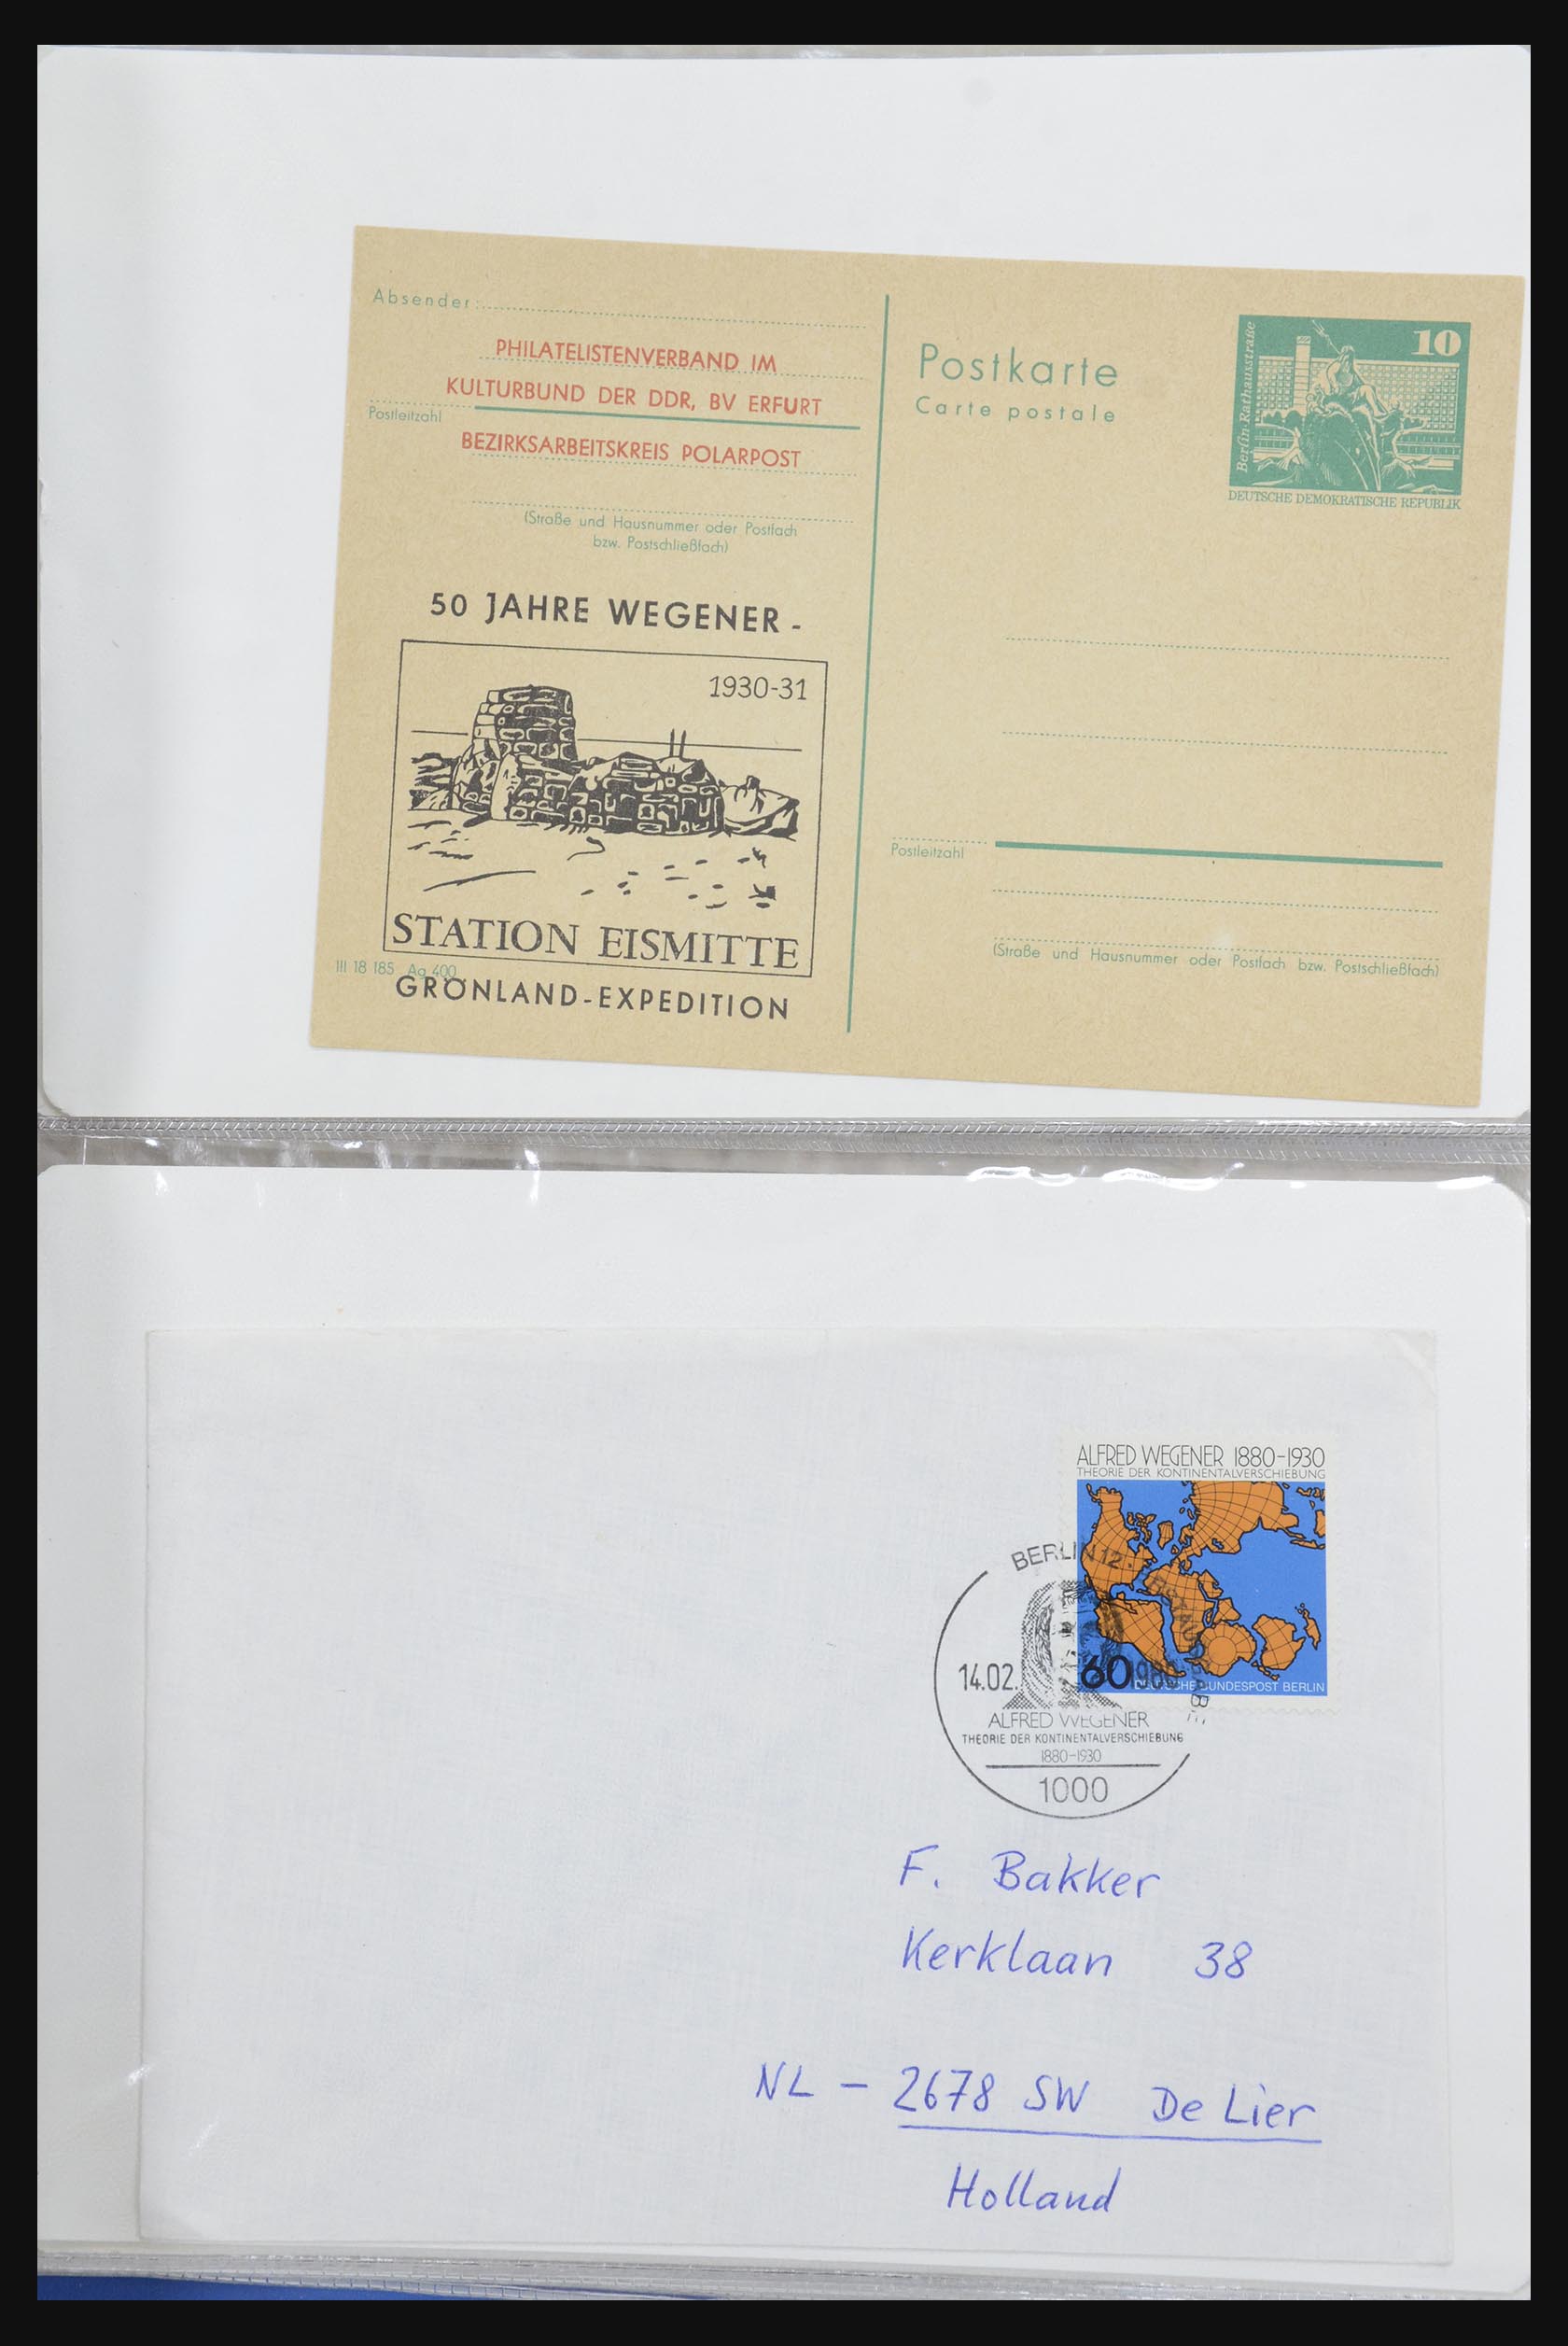 Absender:
PHILATELISTENVERBAND IM
KULTURBUND DER DDR, BV ERFURT
Postleitzahl
BEZIRKSARBEITSKREIS POLARPOST
(Straße und Hausnummer oder Postfach
bzw. Postschließfach)
50 JAHRE WEGENER -
1930-31
STATION EISMITTE
III 18 185 Ag 400
GRÖNLAND-EXPEDITION
Postkarte
Carte postale
Berlin-Rathausstraße
10
DEUTSCHE DEMOKRATISCHE REPUBLIK
Postleitzahl
(Straße und Hausnummer oder Postfach bzw. Postschließfach)
ALFRED WEGENER 1880-1930
THEORIE DER KONTINENTALVERSCHIEBUNG
60
DEUTSCHE BUNDESPOST BERLIN
BERLIN 12
14.02.1980
ALFRED WEGENER
THEORIE DER KONTINENTALVERSCHIEBUNG
1880-1930
1000
F. Bakker
Kerklaan 38
NL - 2678 SW De Lier
Holland